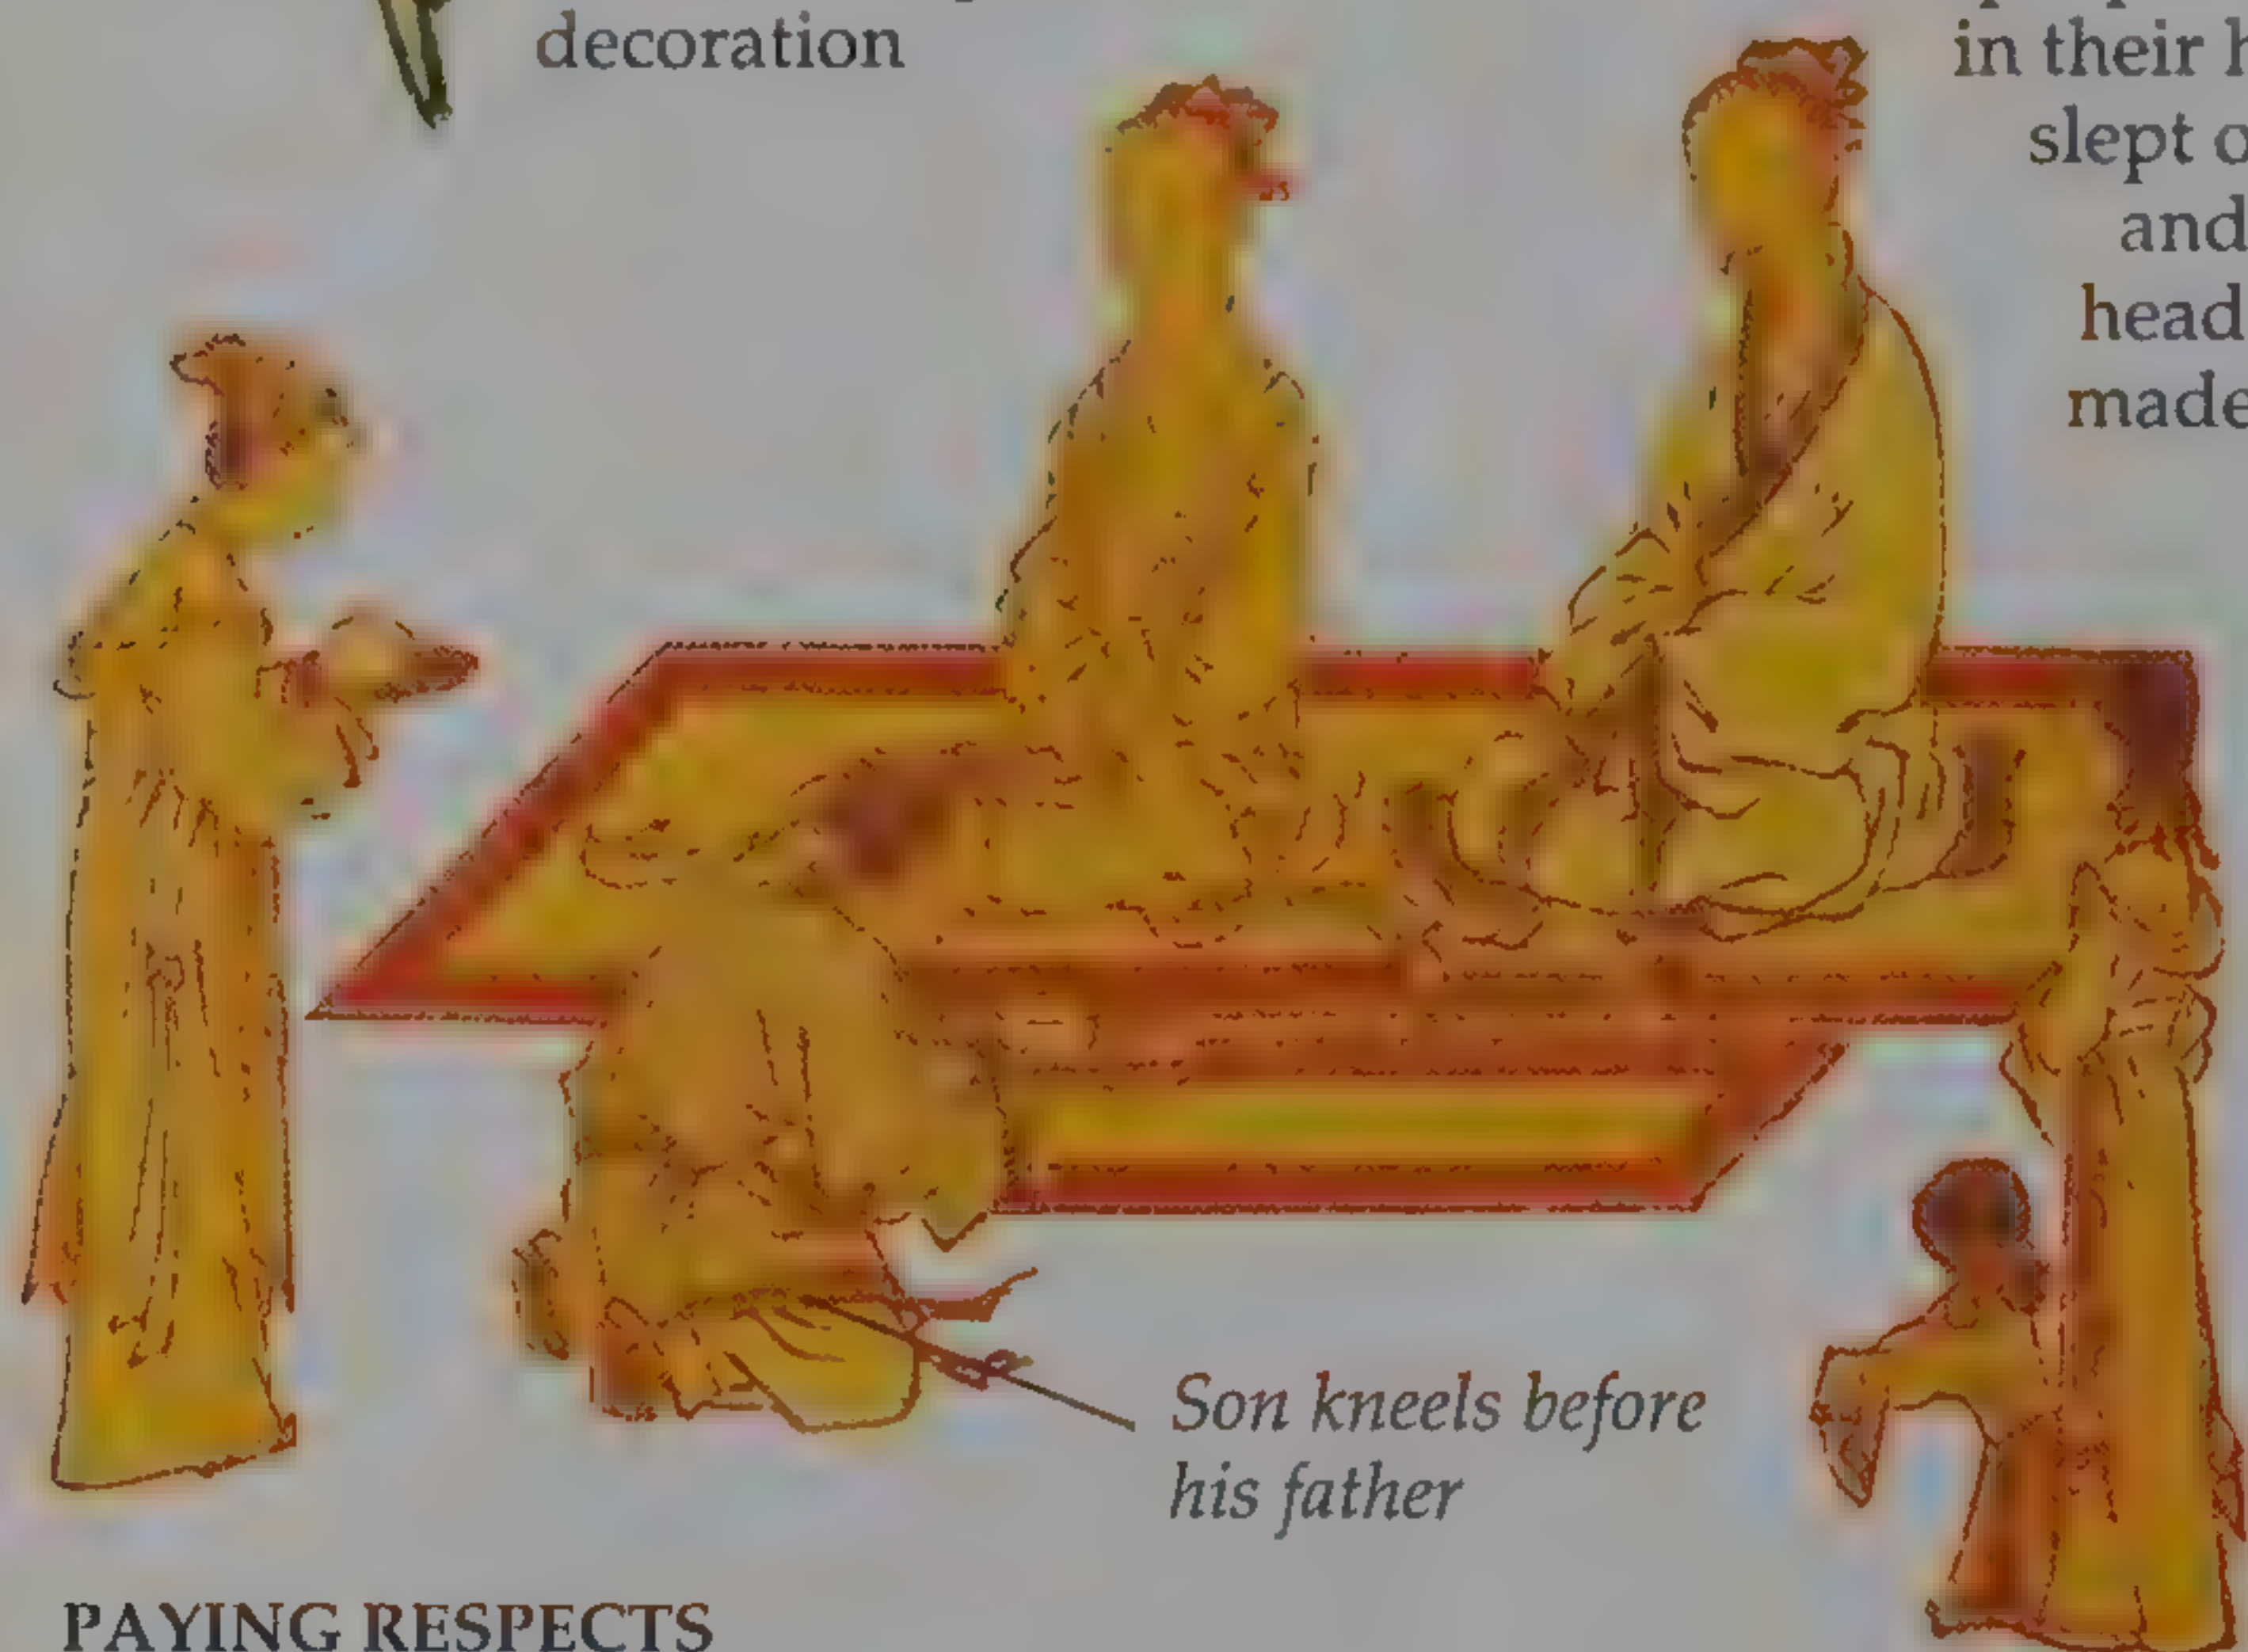 decoration
in their
slept
and
head
made
Son kneels before
his father
PAYING RESPECTS